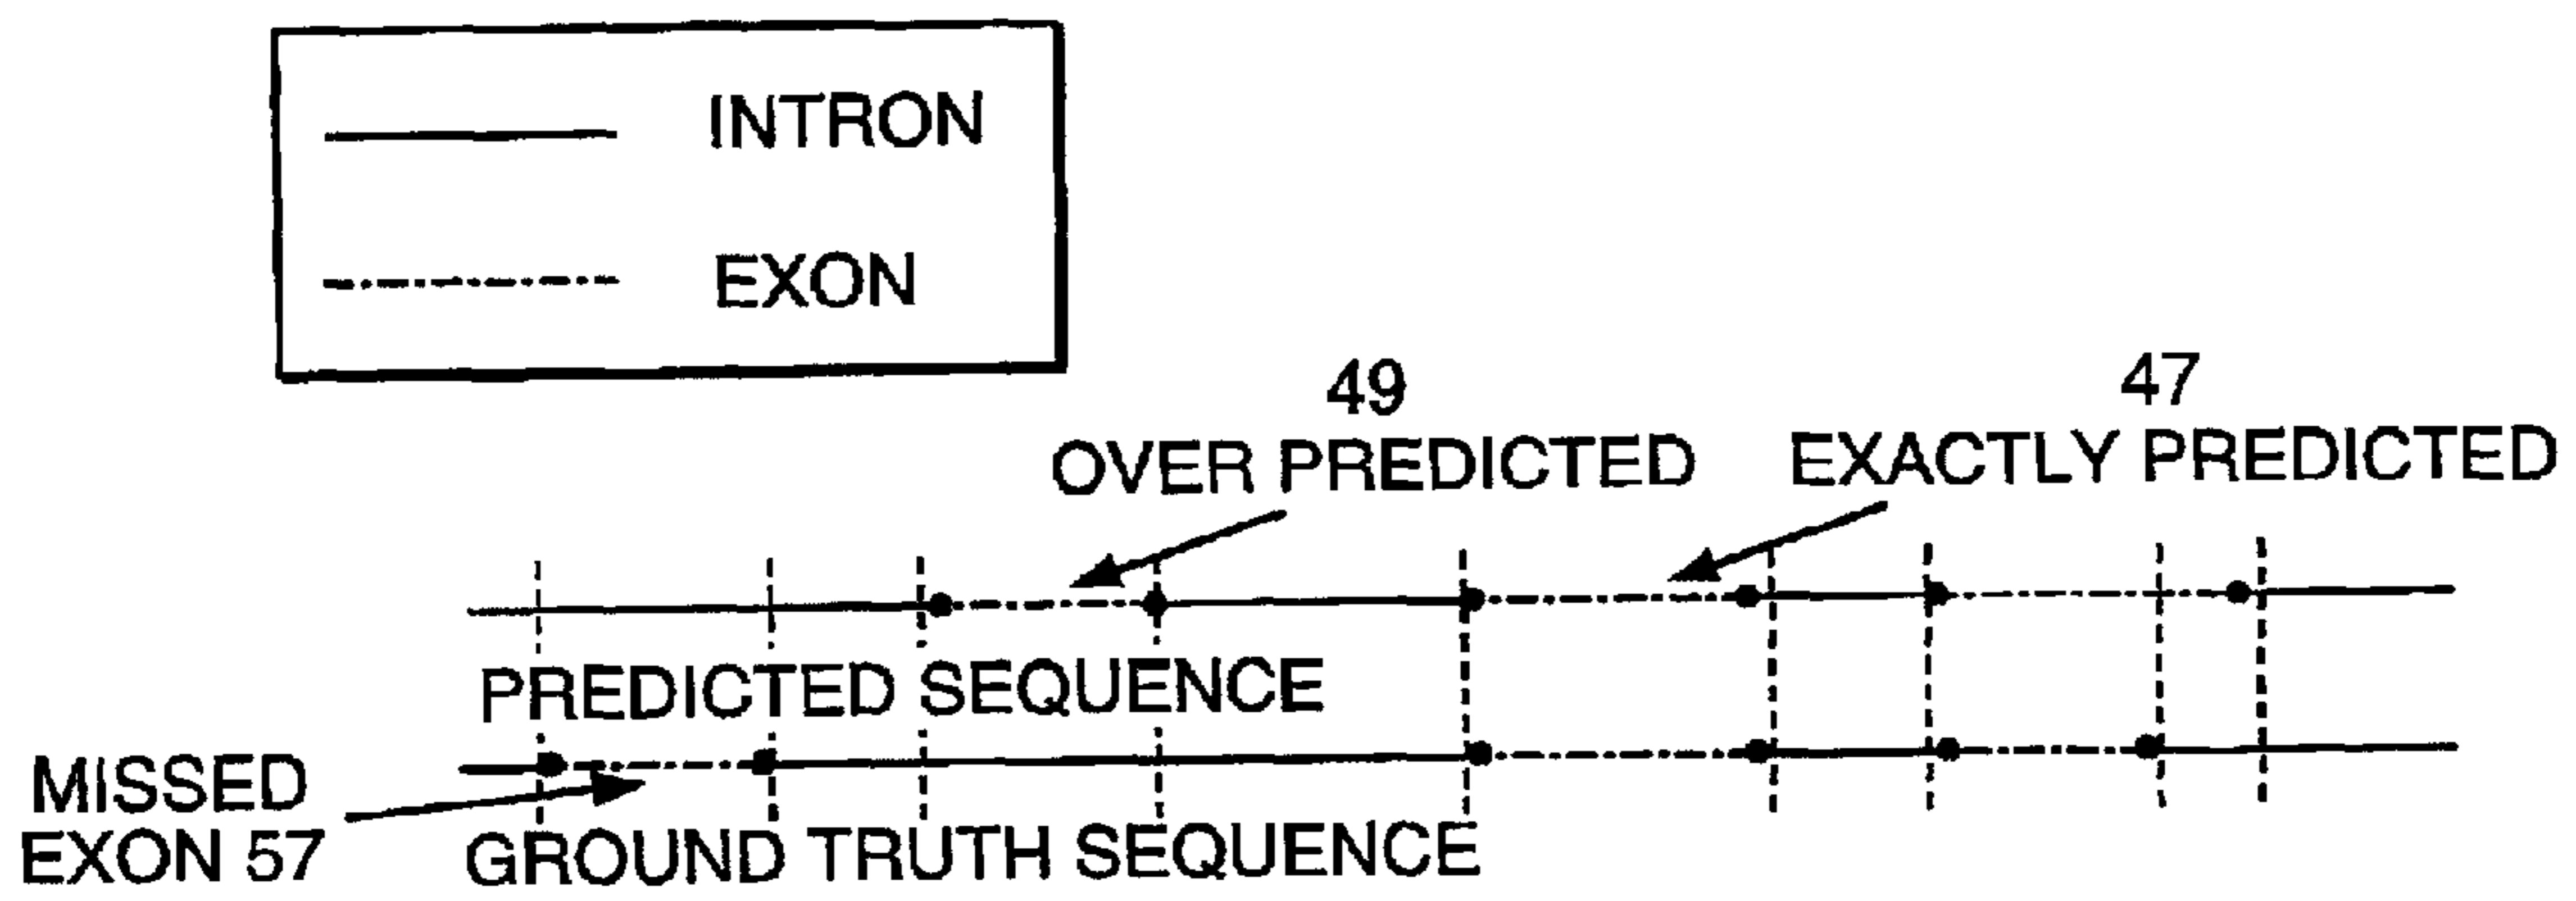 INTRON
EXON
49
OVER PREDICTED
47
EXACTLY PREDICTED
PREDICTED SEQUENCE
MISSED
EXON 57
GROUND TRUTH SEQUENCE